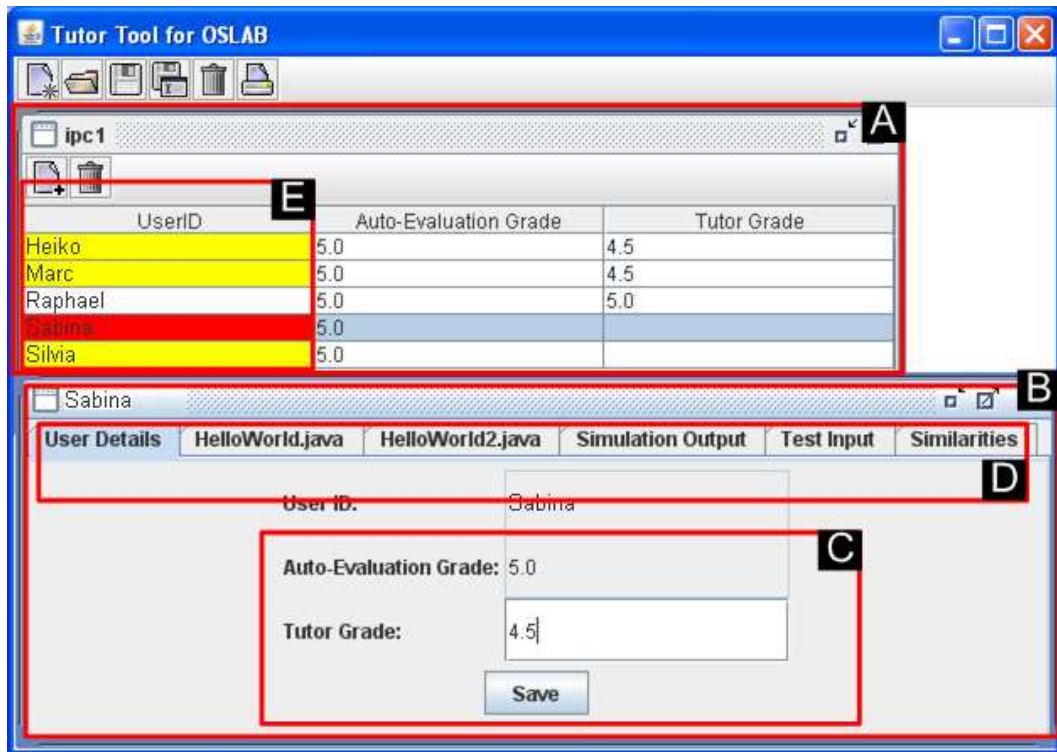 Tutor Tool for OSLAB
A
ipc1
E
UserID Auto-Evaluation Grade Tutor Grade
Heiko 5.0 4.5
Marc 5.0 4.5
Raphael 5.0 5.0
Sabina 5.0
Silvia 5.0
B
Sabina
User Details HelloWorld.java HelloWorld2.java Simulation Output Test Input Similarities
D
User ID: Sabina
C
Auto-Evaluation Grade: 5.0
Tutor Grade: 4.5
Save